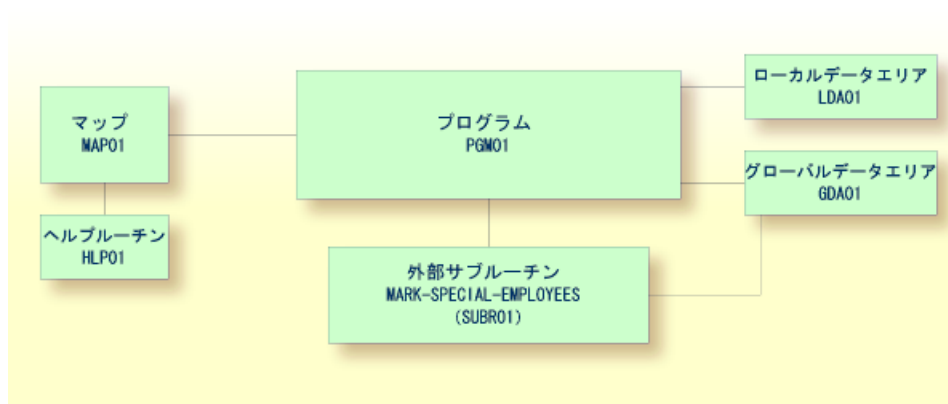 マップ
MAP01
ヘルプルーチン
HLP01
プログラム
PGM01
外部サブルーチン
MARK-SPECIAL-EMPLOYEES
(SUBR01)
ローカルデータエリア
LDA01
グローバルデータエリア
GDA01